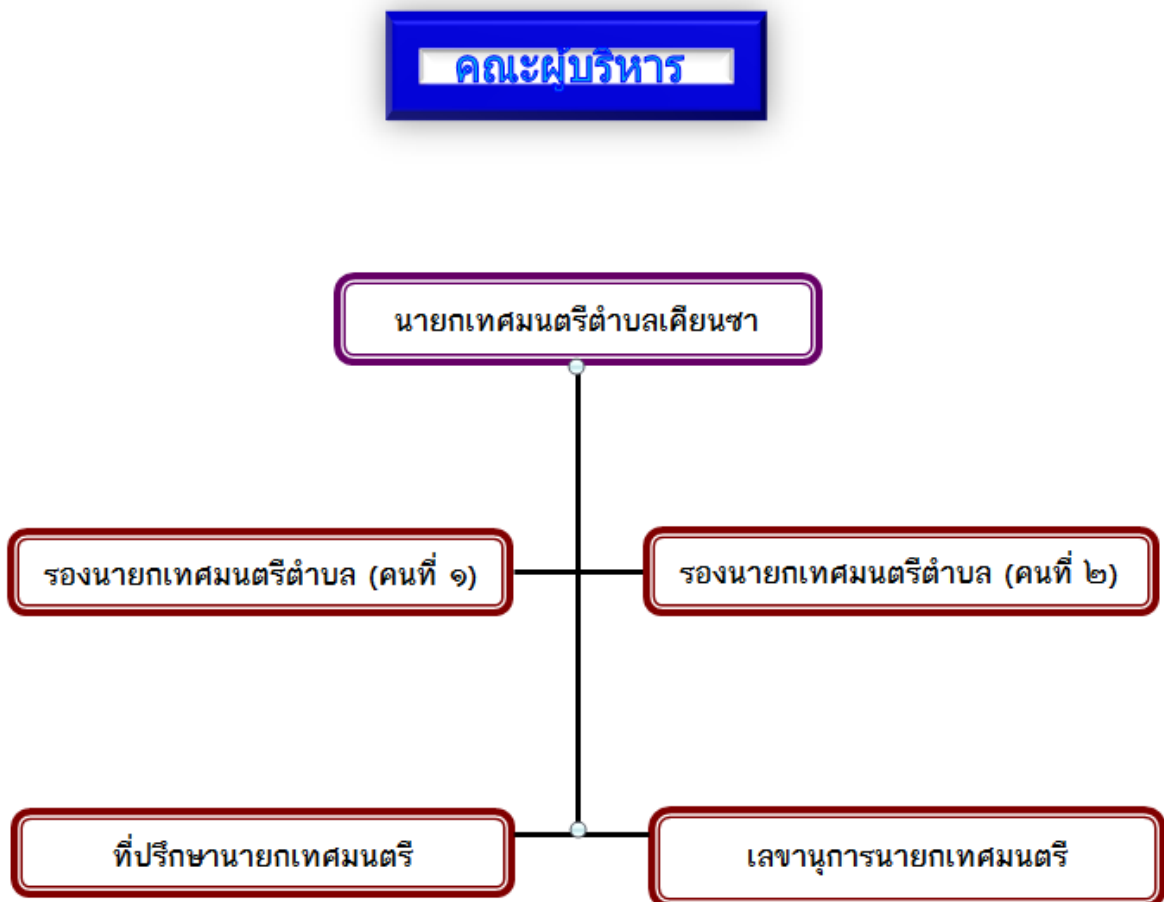 คณะผู้บริหาร
นายกเทศมนตรีตำบลเคียนซา
รองนายกเทศมนตรีตำบล (คนที่ ๑)
รองนายกเทศมนตรีตำบล (คนที่ ๒)
ที่ปรึกษานายกเทศมนตรี
เลขานุการนายกเทศมนตรี